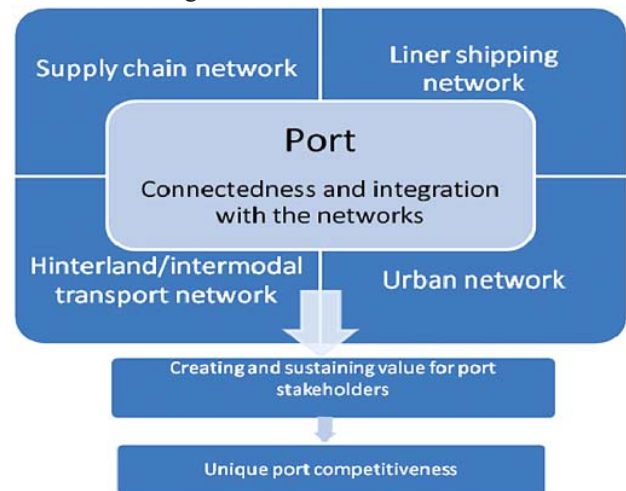 Supply chain network
Liner shipping
network
Port
Connectedness and integration
with the networks
Hinterland/intermodal
transport network
Urban network
Creating and sustaining value for port
stakeholders
Unique port competitiveness